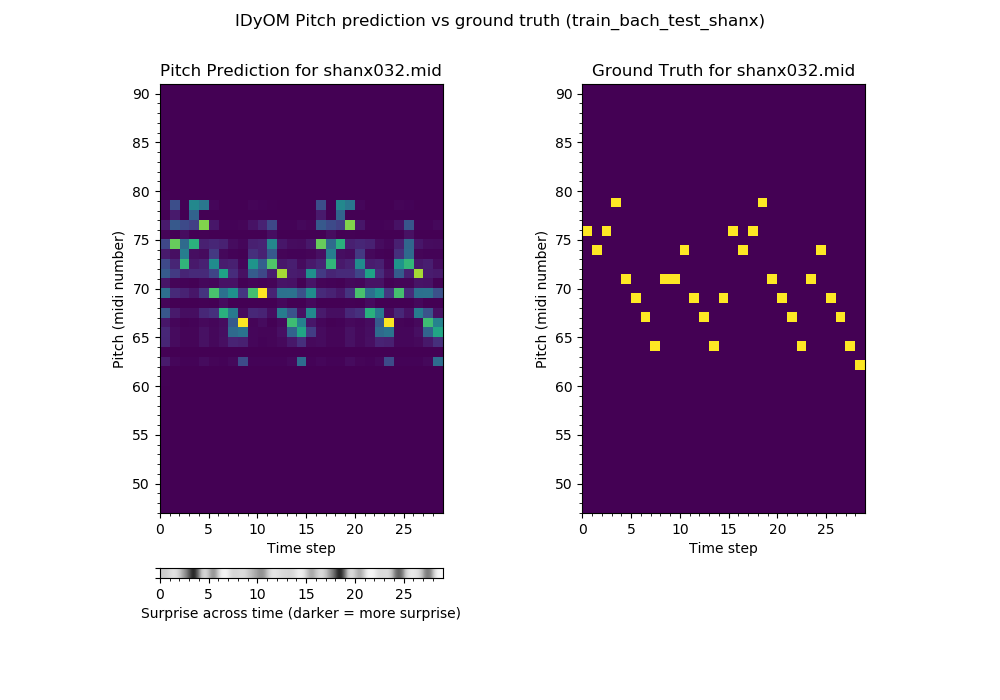 IDyOM Pitch prediction vs ground truth (train_bach_test_shanx)
Pitch Prediction for shanx032.mid
Pitch (midi number)
90
85
80
75
70
65
60
55
50
0 5 10 15 20 25
Time step
0 5 10 15 20 25
Surprise across time (darker = more surprise)
Ground Truth for shanx032.mid
Pitch (midi number)
90
85
80
75
70
65
60
55
50
0 5 10 15 20 25
Time step